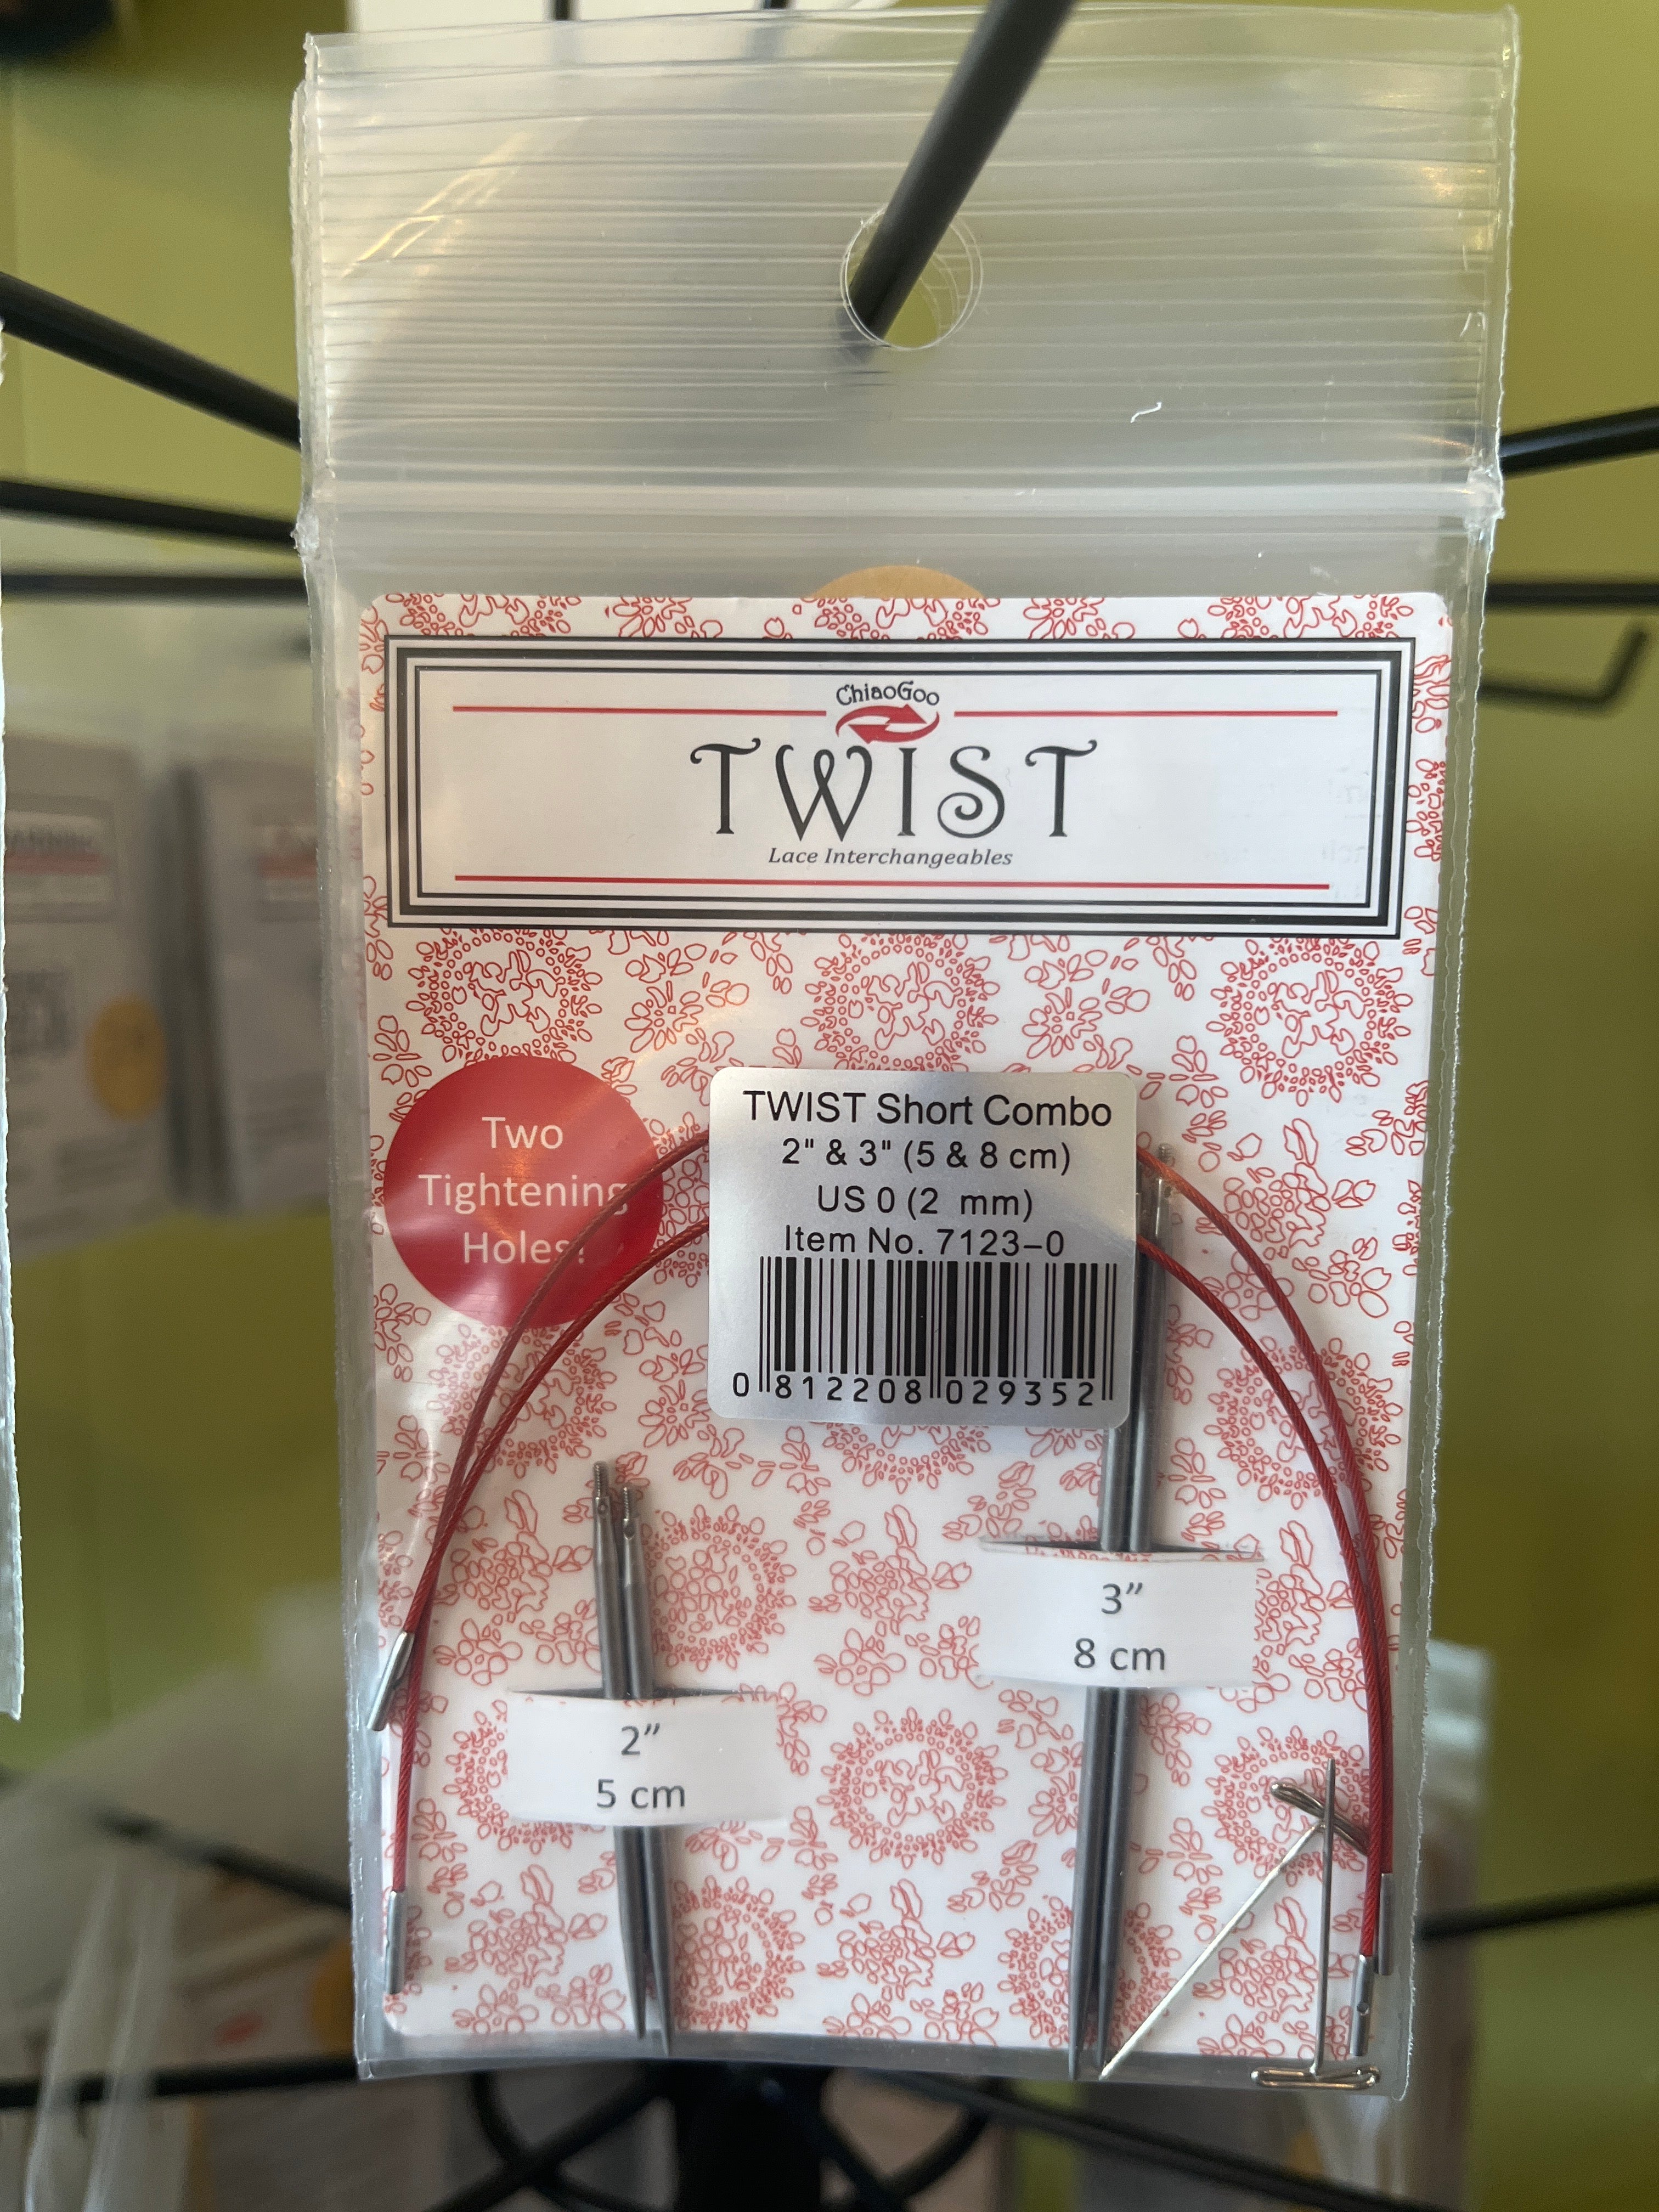 ChiaoGoo
TWIST
Lace Interchangeables
Two
Tightening
Holes!
TWIST Short Combo
2" & 3" (5 & 8 cm)
US 0 (2 mm)
Item No. 7123-0
0 812208 029352
3"
8 cm
2"
5 cm